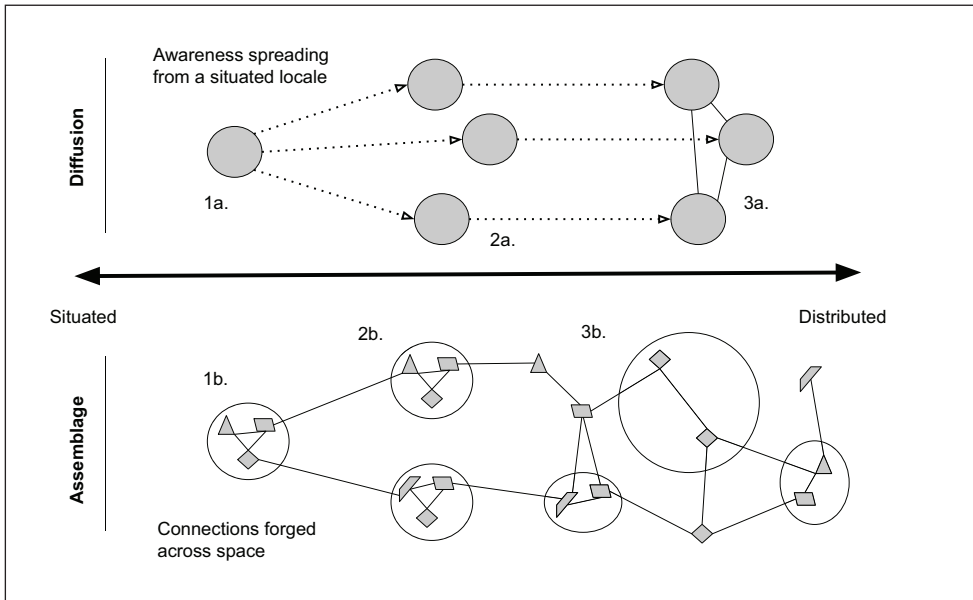 Awareness spreading
from a situated locale
Diffusion
1a.
2a.
3a.
Situated
Distributed
2b.
3b.
1b.
Assemblage
Connections forged
across space